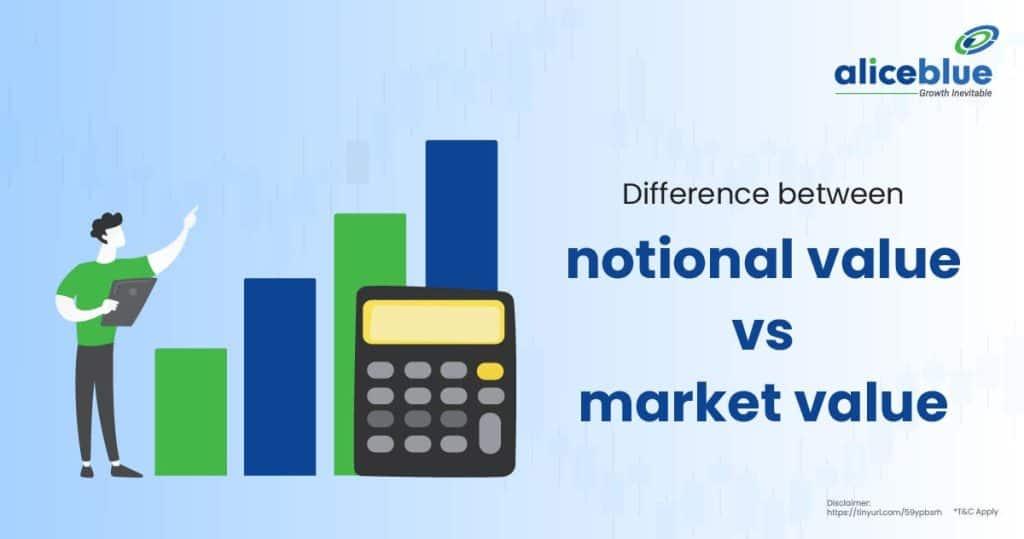 aliceblue
Growth Inevitable
Difference between
notional value
vs
market value
Disclaimer:
https://tinyurl.com/59ypbsrh *T&C Apply